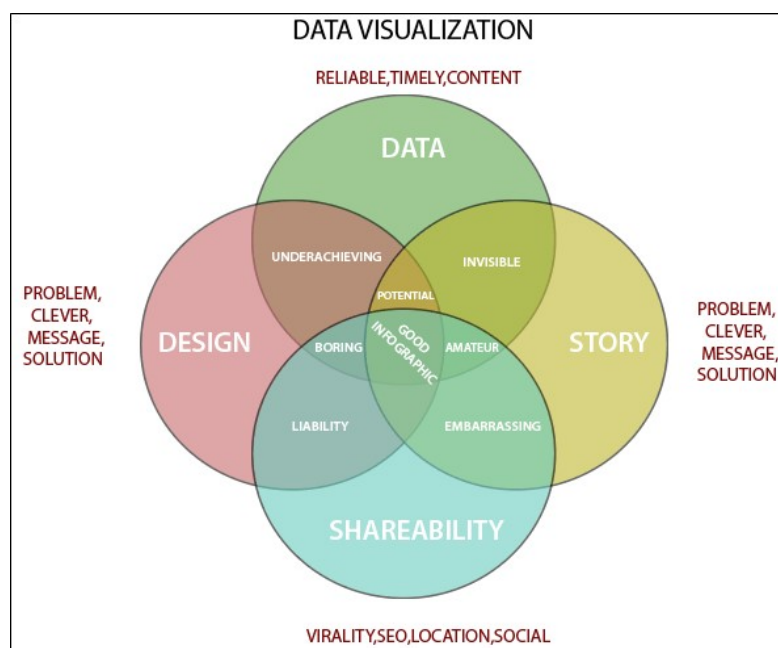 DATA VISUALIZATION
RELIABLE,TIMELY,CONTENT
DATA
UNDERACHIEVING
INVISIBLE
POTENTIAL
PROBLEM,
CLEVER,
MESSAGE,
SOLUTION
DESIGN
BORING
GOOD
INFOGRAPHIC
AMATEUR
STORY
PROBLEM,
CLEVER,
MESSAGE,
SOLUTION
LIABILITY
EMBARRASSING
SHAREABILITY
VIRALITY,SEO,LOCATION,SOCIAL